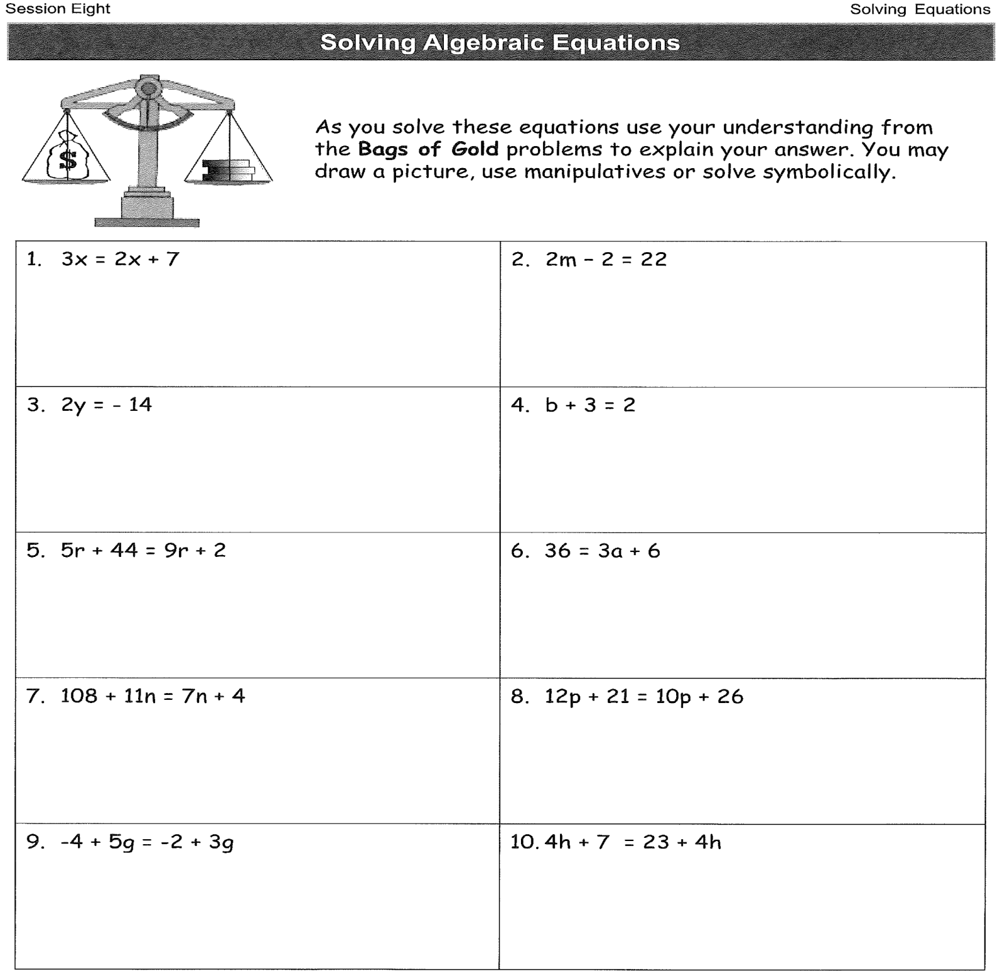 Session Eight
Solving Equations
Solving Algebraic Equations
$
As you solve these equations use your understanding from
the Bags of Gold problems to explain your answer. You may
draw a picture, use manipulatives or solve symbolically.
1. 3x = 2x + 7
2. 2m - 2 = 22
3. 2y = - 14
4. b + 3 = 2
5. 5r + 44 = 9r + 2
6. 36 = 3a + 6
7. 108 + 11n = 7n + 4
8. 12p + 21 = 10p + 26
9. -4 + 5g = -2 + 3g
10. 4h + 7 = 23 + 4h